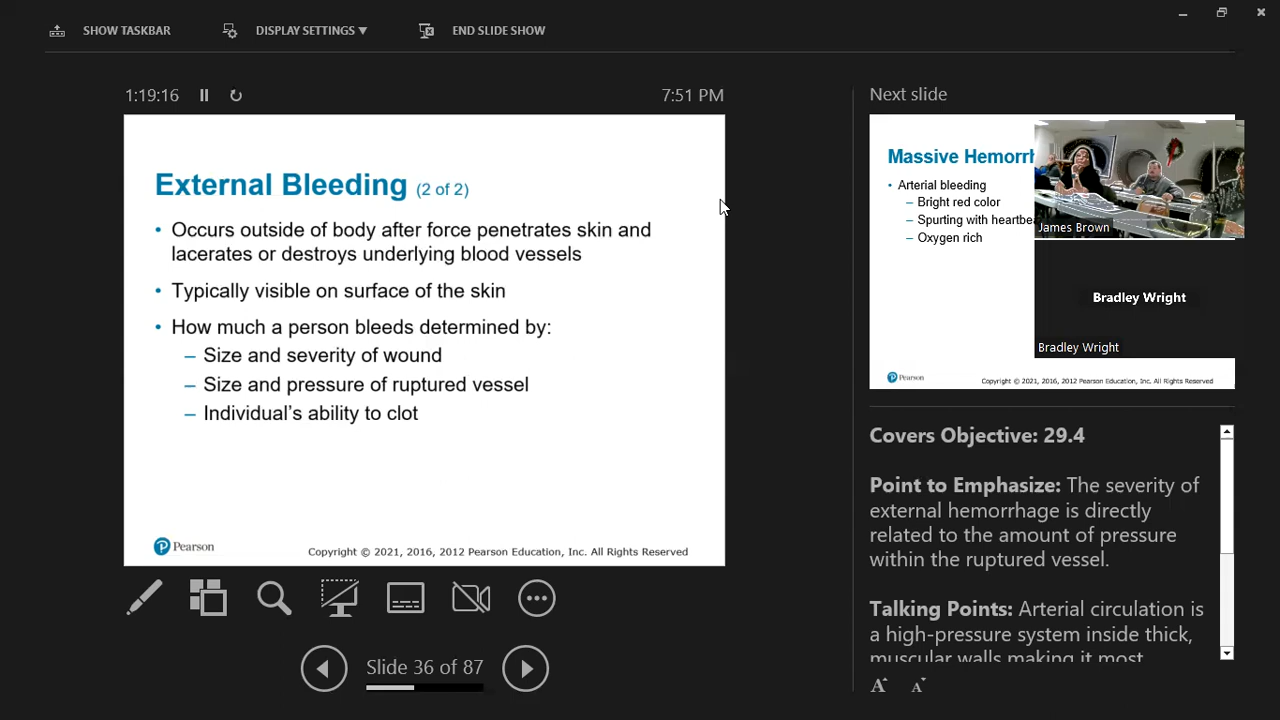 SHOW TASKBAR
DISPLAY SETTINGS ▼
END SLIDE SHOW
1:19:16
7:51 PM
External Bleeding (2 of 2)
• Occurs outside of body after force penetrates skin and
lacerates or destroys underlying blood vessels
• Typically visible on surface of the skin
• How much a person bleeds determined by:
– Size and severity of wound
– Size and pressure of ruptured vessel
– Individual's ability to clot
Pearson
Copyright © 2021, 2016, 2012 Pearson Education, Inc. All Rights Reserved
Slide 36 of 87
Next slide
Massive
• Arterial bleeding
– Bright red color
– Spurting with
– Oxygen rich
James Brown
Bradley Wright
Bradley Wright
Pearson
Copyright © 2021, 2016, 2012 Pearson Education, Inc. All Rights Reserved
Covers Objective: 29.4
Point to Emphasize: The severity of
external hemorrhage is directly
related to the amount of pressure
within the ruptured vessel.
Talking Points: Arterial circulation is
a high-pressure system inside thick,
muscular walls making it most
A
A